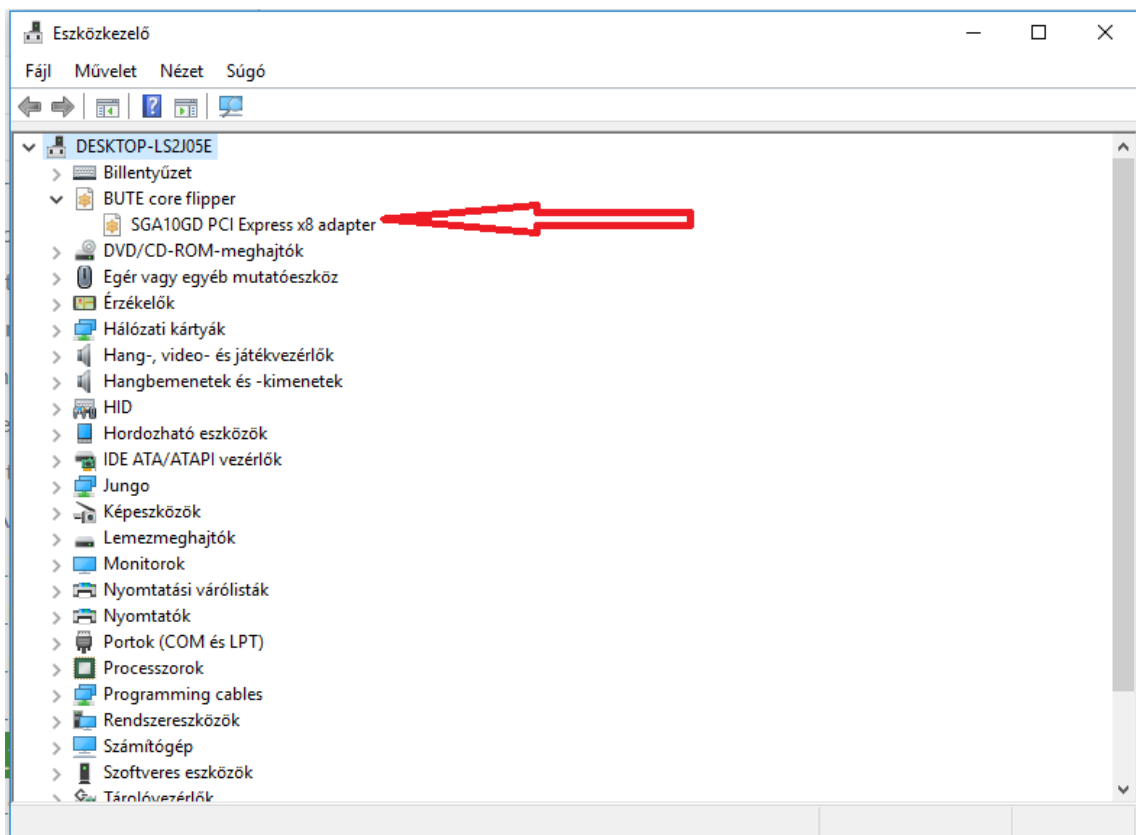 Eszközkezelő
Fájl Művelet Nézet Súgó
DESKTOP-LS2J05E
Billentyűzet
BUTE core flipper
SGA10GD PCI Express x8 adapter
DVD/CD-ROM-meghajtók
Egér vagy egyéb mutatóeszköz
Érzékelők
Hálózati kártyák
Hang-, video- és játékvezérlők
Hangbemenetek és -kimenetek
HID
Hordozható eszközök
IDE ATA/ATAPI vezérlők
Jungo
Képeszközök
Lemezmeghajtók
Monitorok
Nyomtatási várólisták
Nyomtatók
Portok (COM és LPT)
Processzorok
Programming cables
Rendszereszközök
Számítógép
Szoftveres eszközök
Tárolóvezérlők